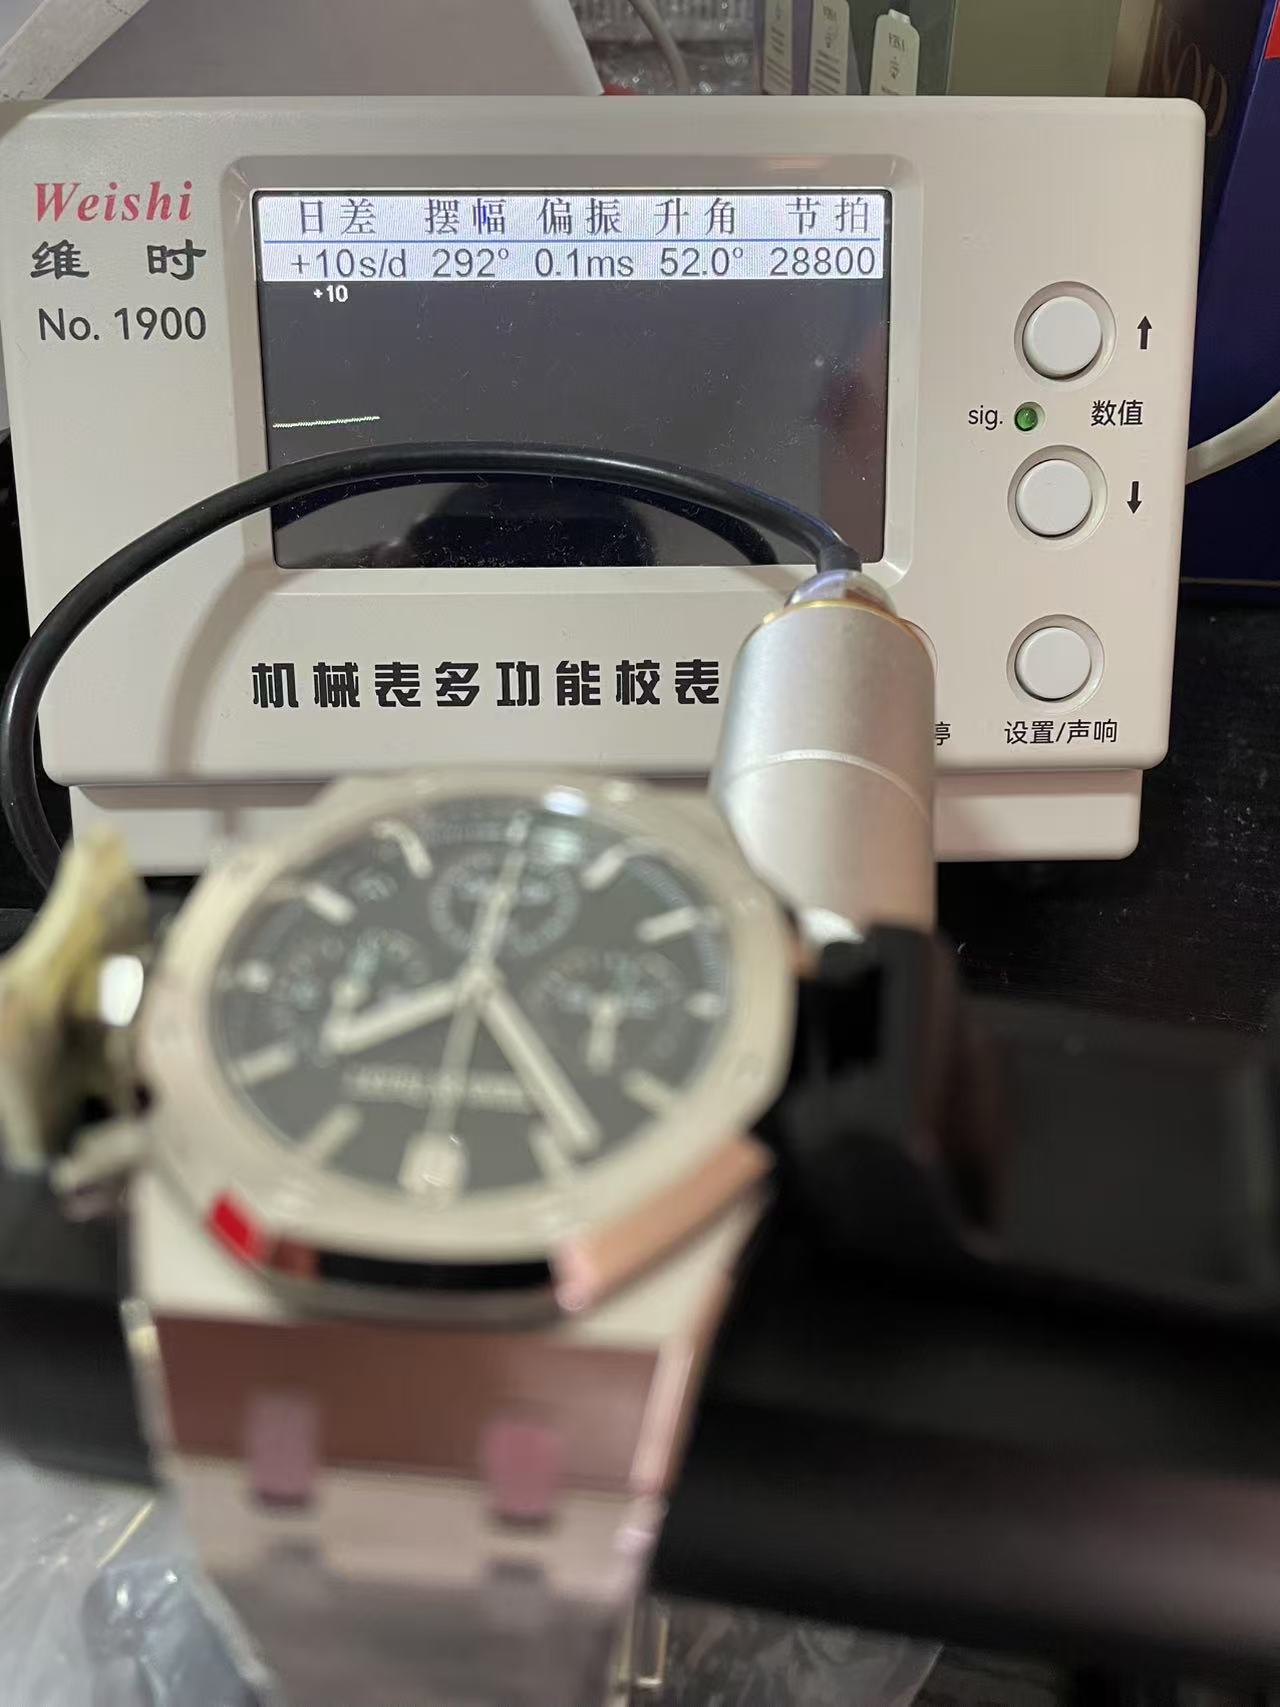 Weishi
维时
No. 1900
日差 摆幅 偏振 升角 节拍
+10s/d 292° 0.1ms 52.0° 28800
+10
sig.
数值
机械表多功能校表
停
设置/声响